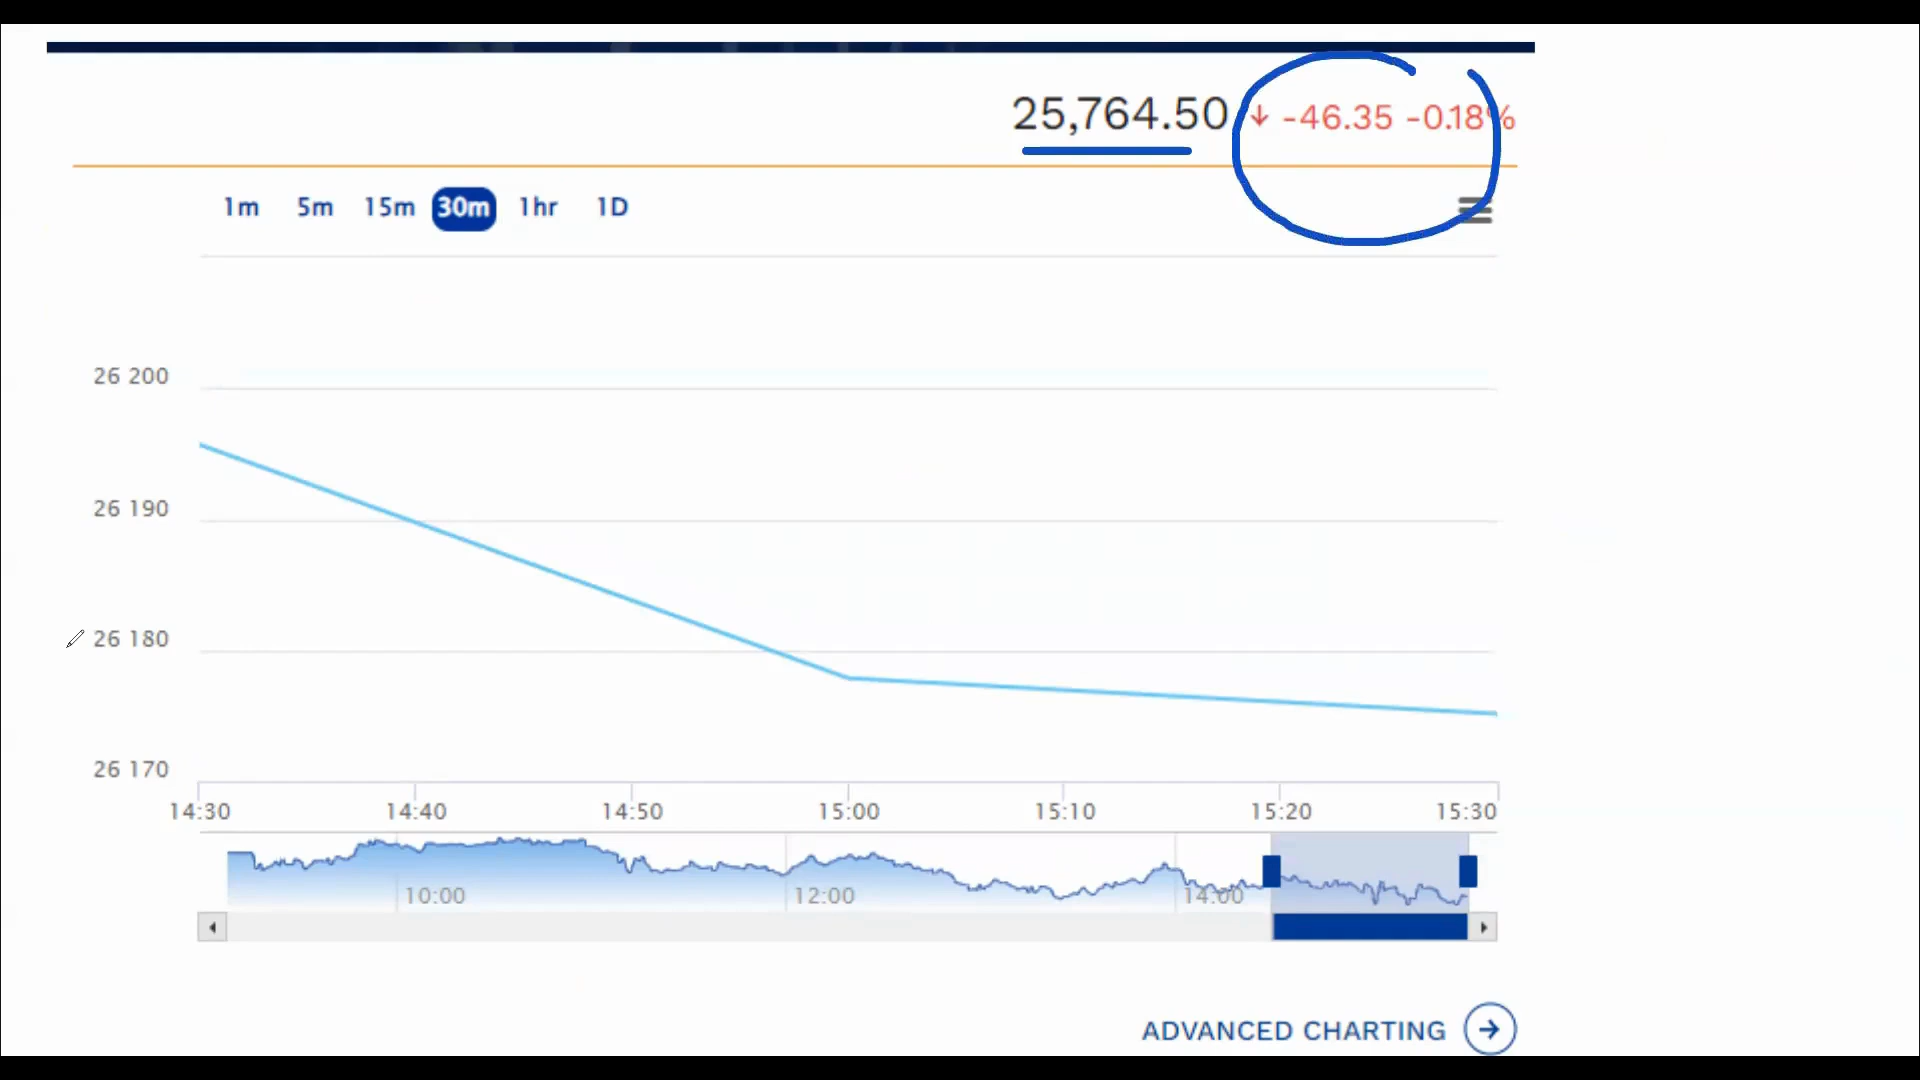 25,764.50 ↓ -46.35 -0.18%
1m 5m 15m 30m 1hr 1D
26 200
26 190
26 180
26 170
14:30 14:40 14:50 15:00 15:10 15:20 15:30
10:00 12:00 14:00
ADVANCED CHARTING